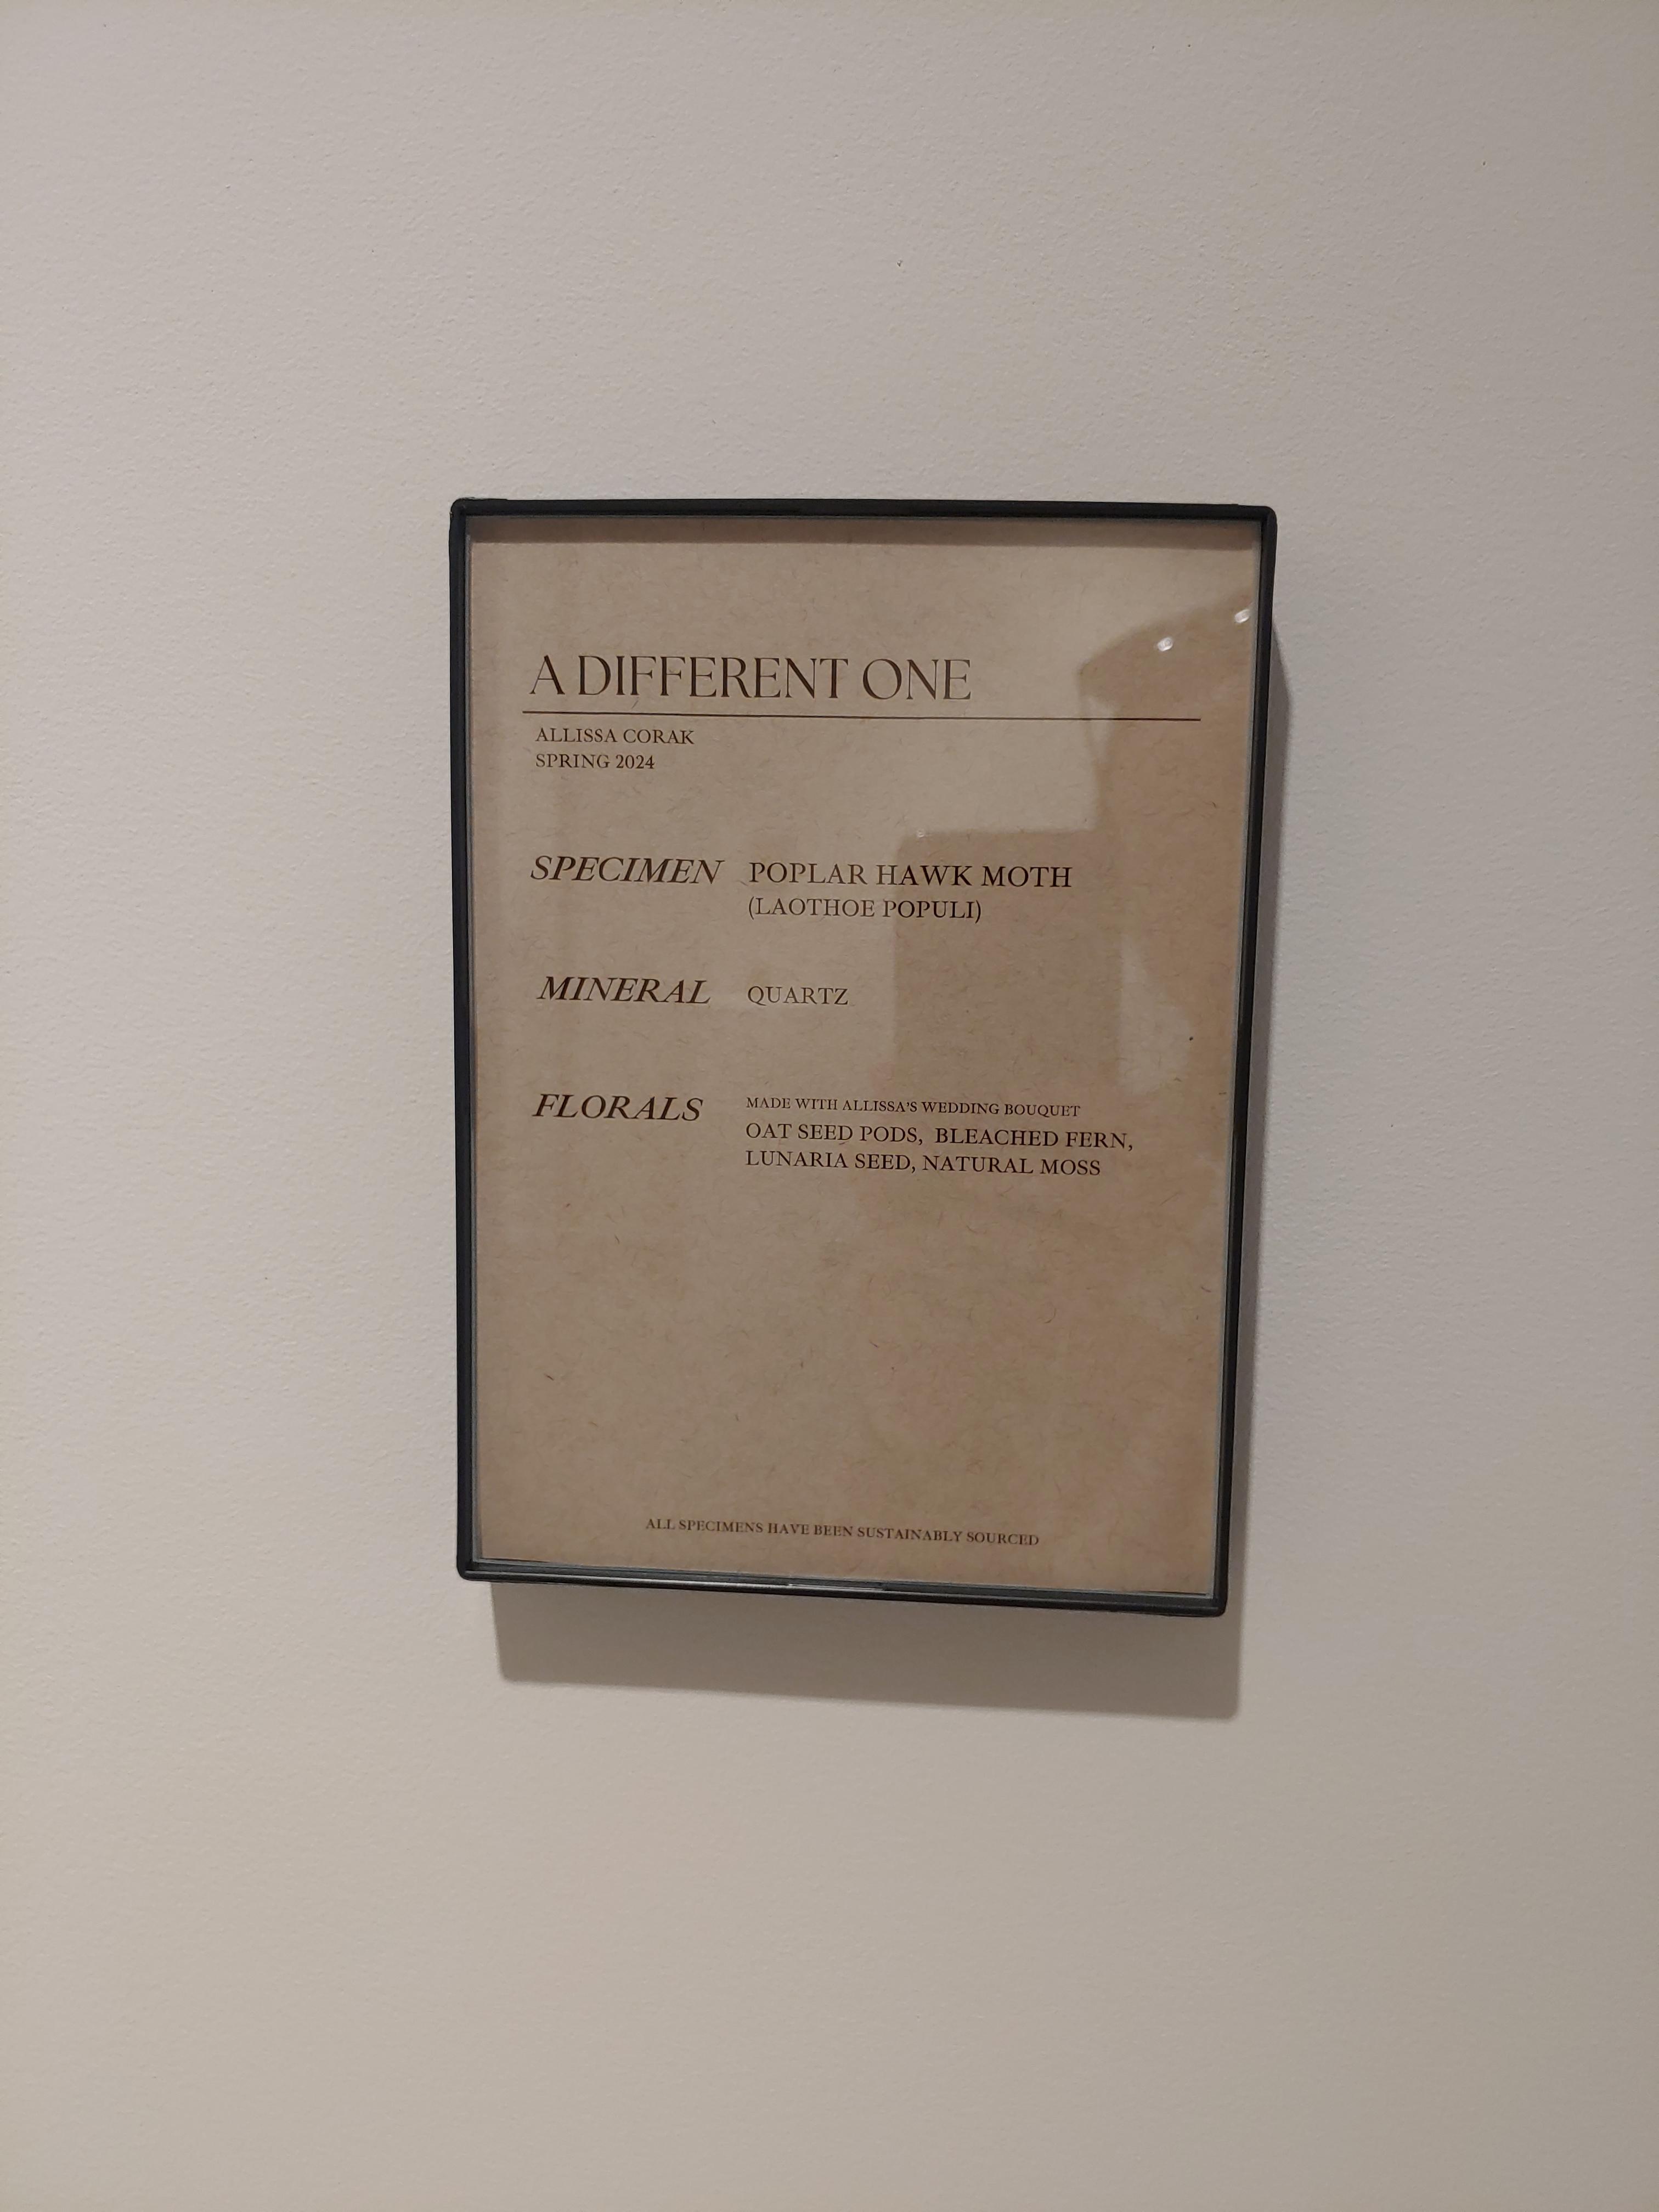 A DIFFERENT ONE
ALLISSA CORAK
SPRING 2024
SPECIMEN POPLAR HAWK MOTH
(LAOTHOE POPULI)
MINERAL QUARTZ
FLORALS MADE WITH ALLISSA'S WEDDING BOUQUET
OAT SEED PODS, BLEACHED FERN,
LUNARIA SEED, NATURAL MOSS
ALL SPECIMENS HAVE BEEN SUSTAINABLY SOURCED